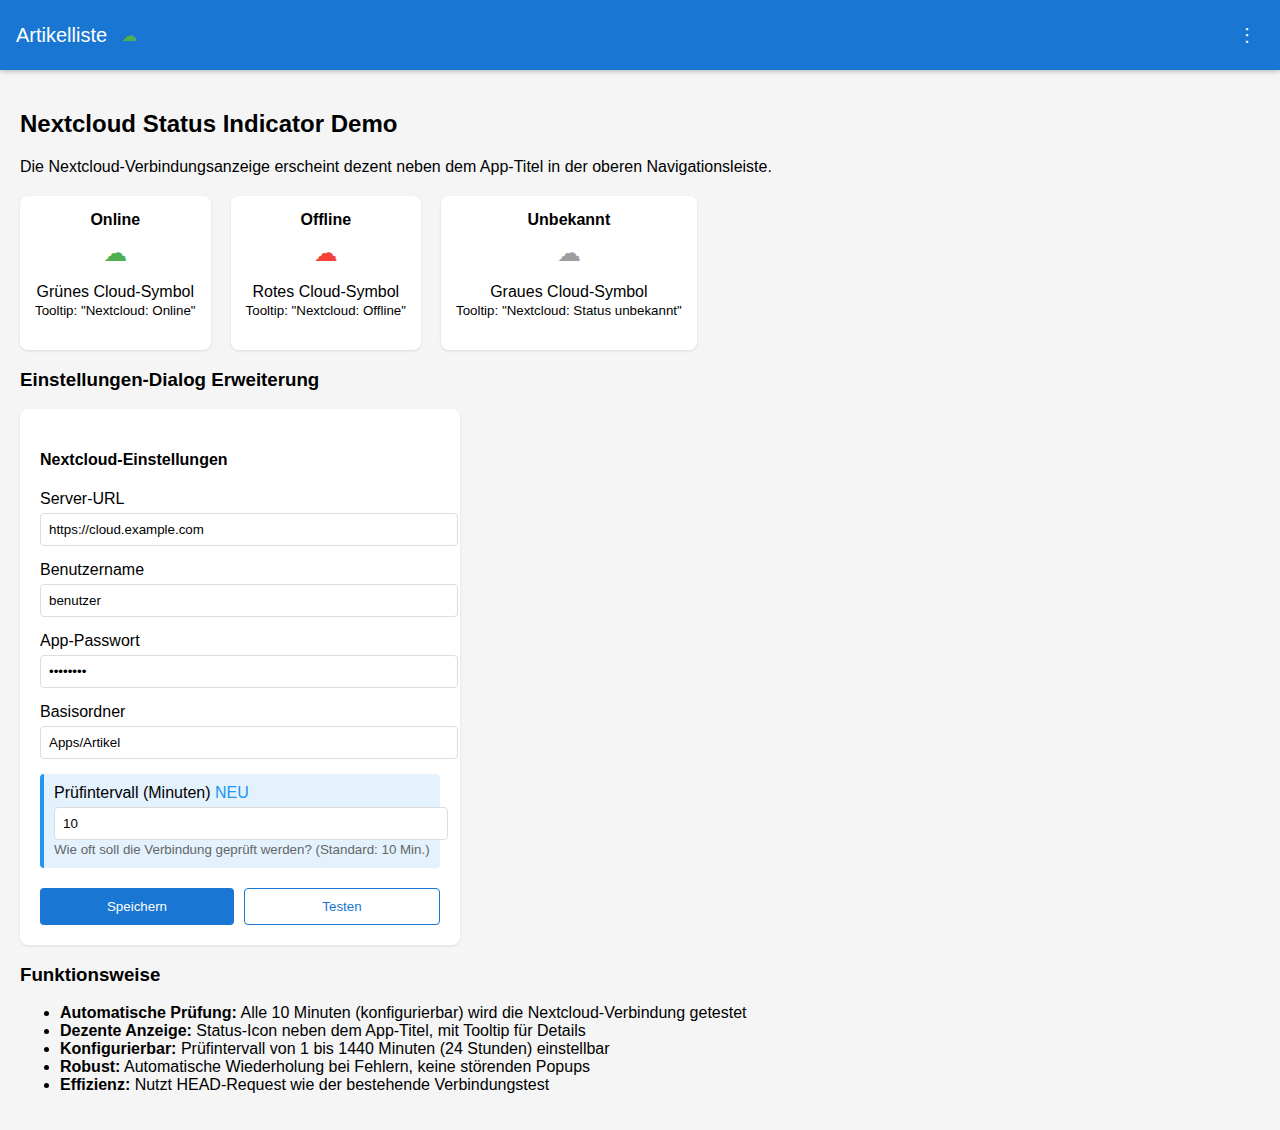 Artikelliste
Nextcloud Status Indicator Demo
Die Nextcloud-Verbindungsanzeige erscheint dezent neben dem App-Titel in der oberen Navigationsleiste.
Online
Grünes Cloud-Symbol
Tooltip: "Nextcloud: Online"
Offline
Rotes Cloud-Symbol
Tooltip: "Nextcloud: Offline"
Unbekannt
Graues Cloud-Symbol
Tooltip: "Nextcloud: Status unbekannt"
Einstellungen-Dialog Erweiterung
Nextcloud-Einstellungen
Server-URL
https://cloud.example.com
Benutzername
benutzer
App-Passwort
••••••••
Basisordner
Apps/Artikel
Prüfintervall (Minuten) NEU
10
Wie oft soll die Verbindung geprüft werden? (Standard: 10 Min.)
Speichern Testen
Funktionsweise
• Automatische Prüfung: Alle 10 Minuten (konfigurierbar) wird die Nextcloud-Verbindung getestet
• Dezente Anzeige: Status-Icon neben dem App-Titel, mit Tooltip für Details
• Konfigurierbar: Prüfintervall von 1 bis 1440 Minuten (24 Stunden) einstellbar
• Robust: Automatische Wiederholung bei Fehlern, keine störenden Popups
• Effizienz: Nutzt HEAD-Request wie der bestehende Verbindungstest